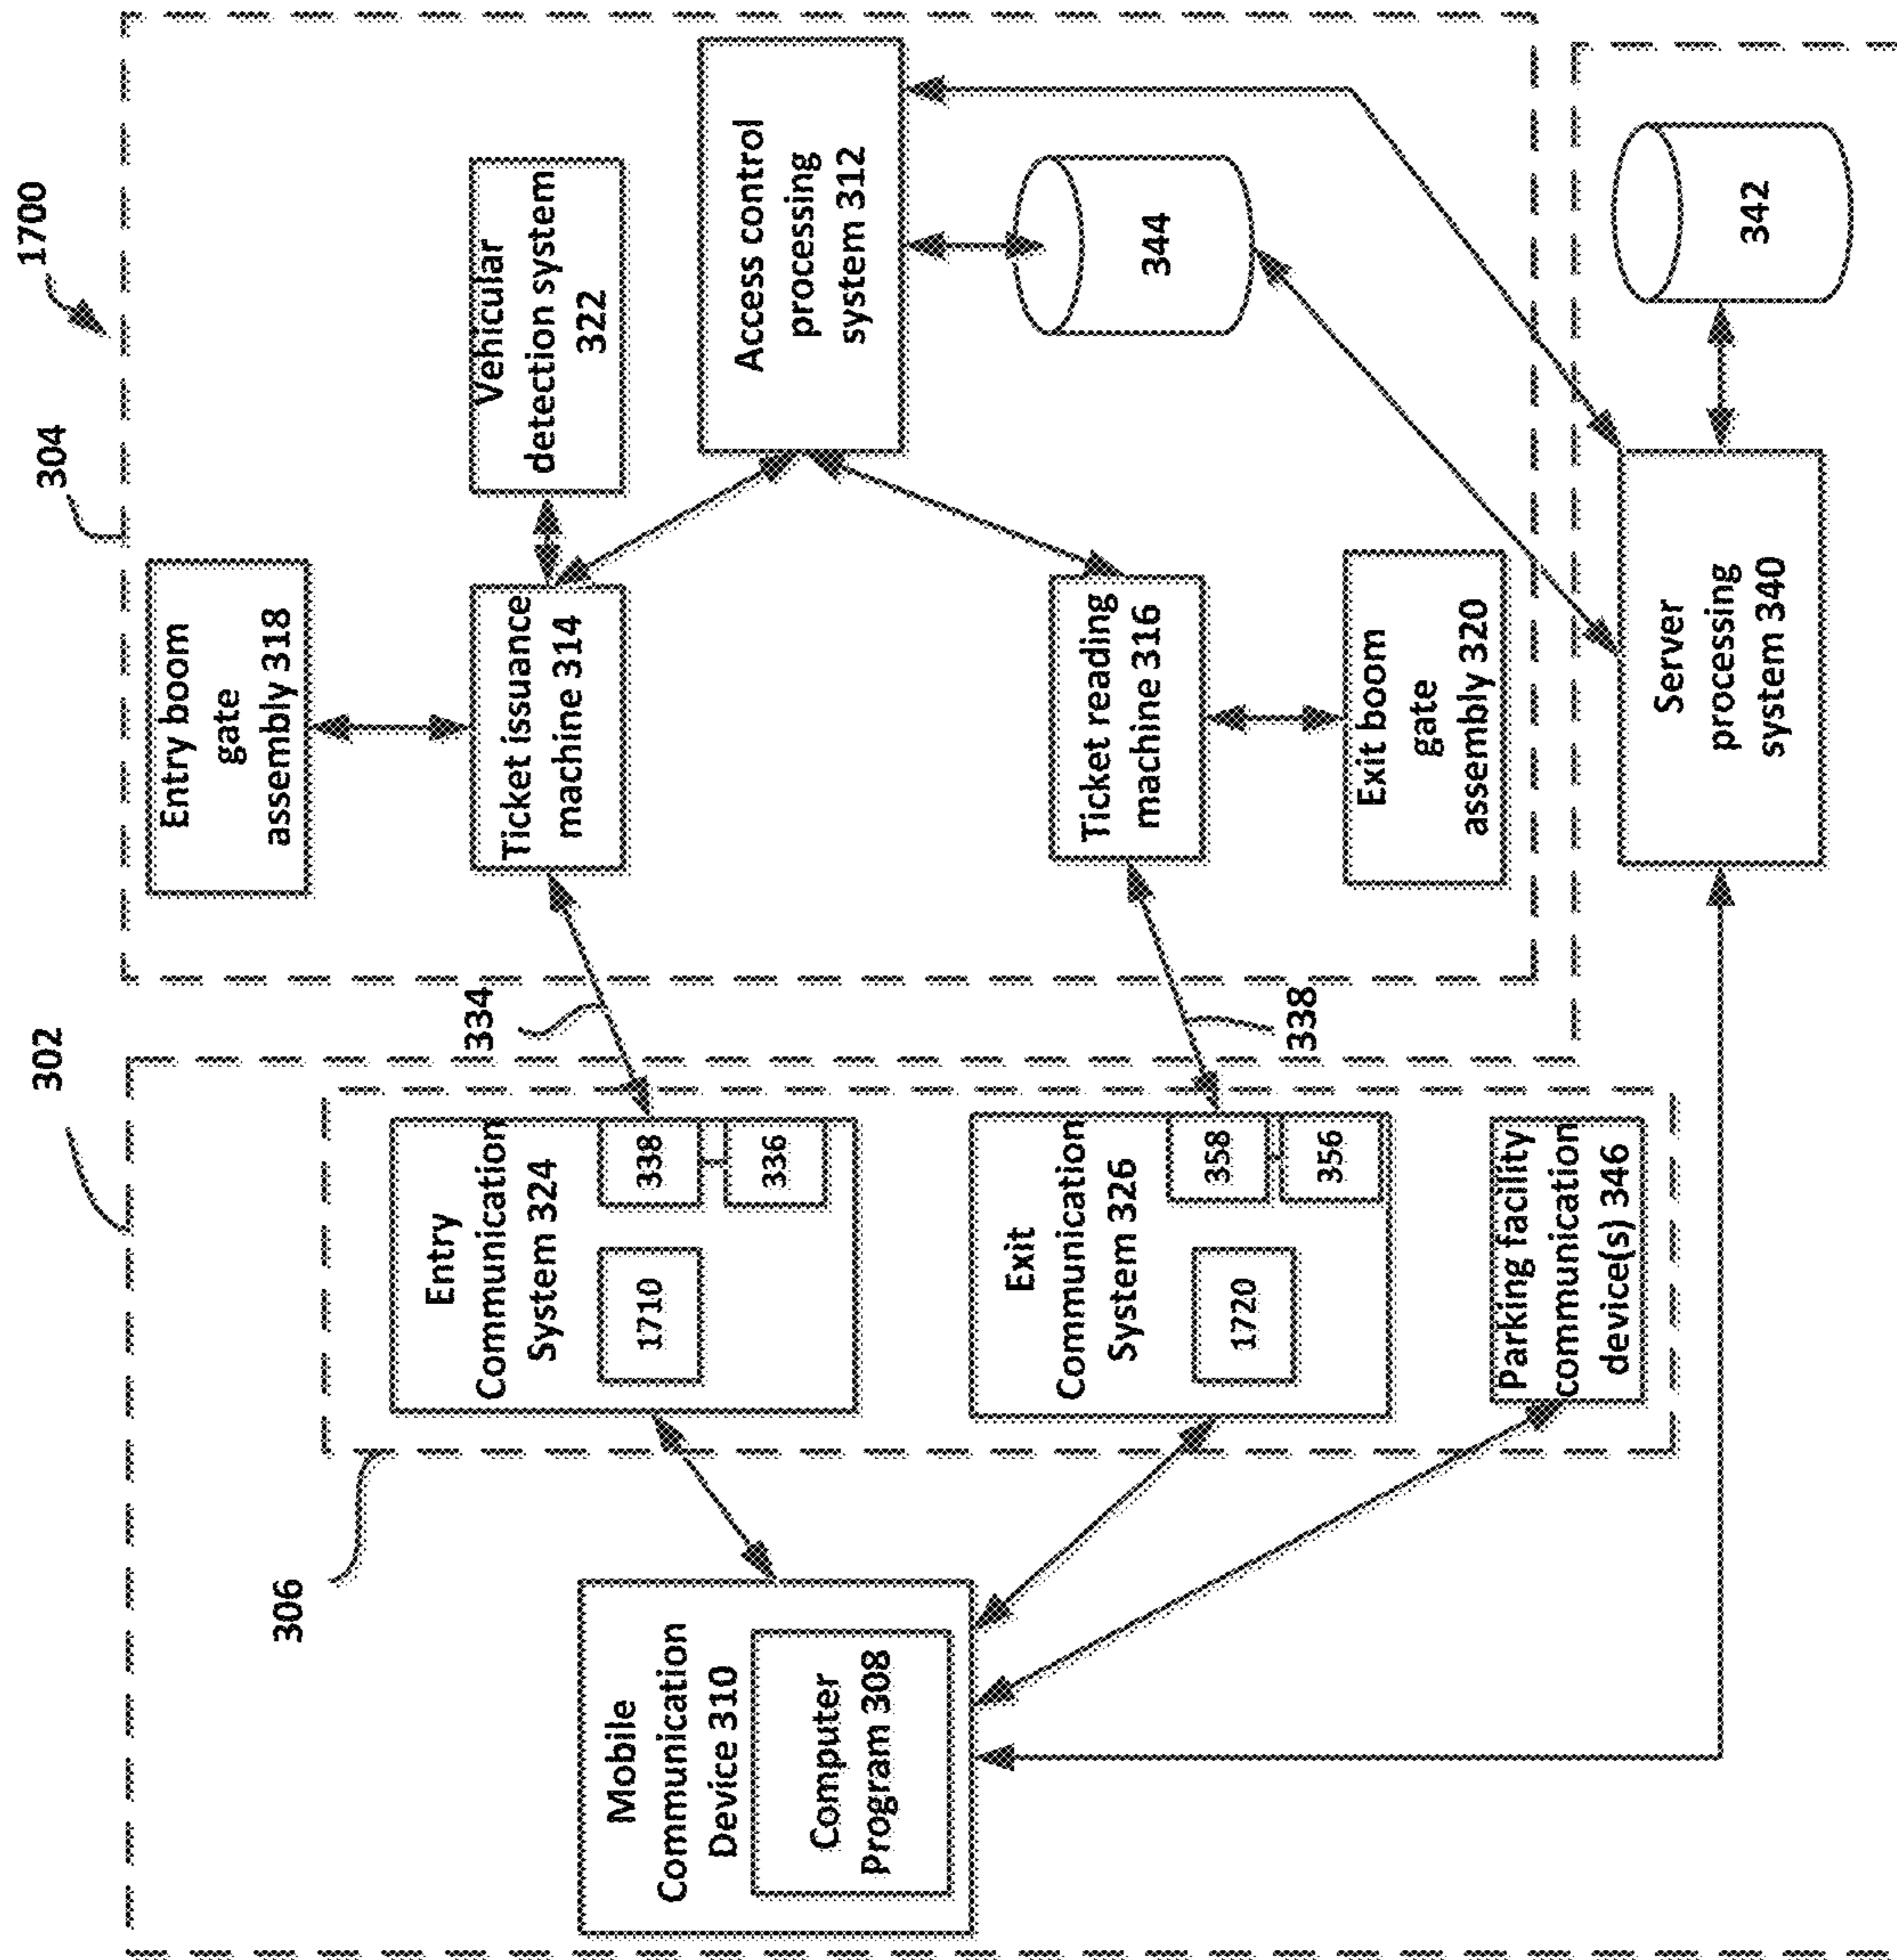 1700
304
302
306
Entry boom
gate
assembly 318
Vehicular
detection system
322
Ticket issuance
machine 314
Access control
processing
system 312
344
Ticket reading
machine 316
Exit boom
gate
assembly 320
334
338
Entry
Communication
System 324
338
336
1710
Exit
Communication
System 326
358
356
1720
Parking facility
communication
device(s) 346
Mobile
Communication
Device 310
Computer
Program 308
Server
processing
system 340
342